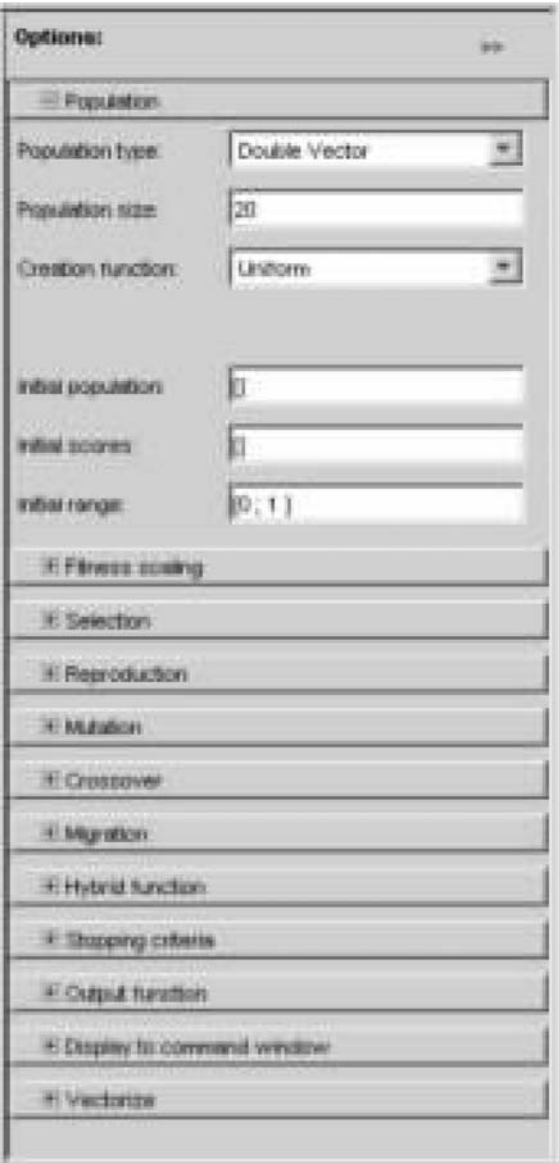 Options:
>>
Population
Population type:
Double Vector
Population size:
20
Creation function:
Uniform
Initial population:
[]
Initial scores:
[]
Initial range:
[0 ; 1 ]
Fitness scaling
Selection
Reproduction
Mutation
Crossover
Migration
Hybrid function
Stopping criteria
Output function
Display to command window
Vectorize